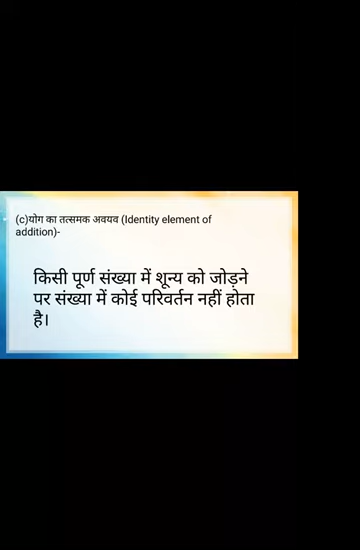 (c)योग का तत्समक अवयव (Identity element of
addition)-
किसी पूर्ण संख्या में शून्य को जोड़ने
पर संख्या में कोई परिवर्तन नहीं होता
है।